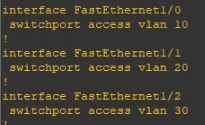 interface FastEthernet1/0
 switchport access vlan 10
!
interface FastEthernet1/1
 switchport access vlan 20
!
interface FastEthernet1/2
 switchport access vlan 30
!